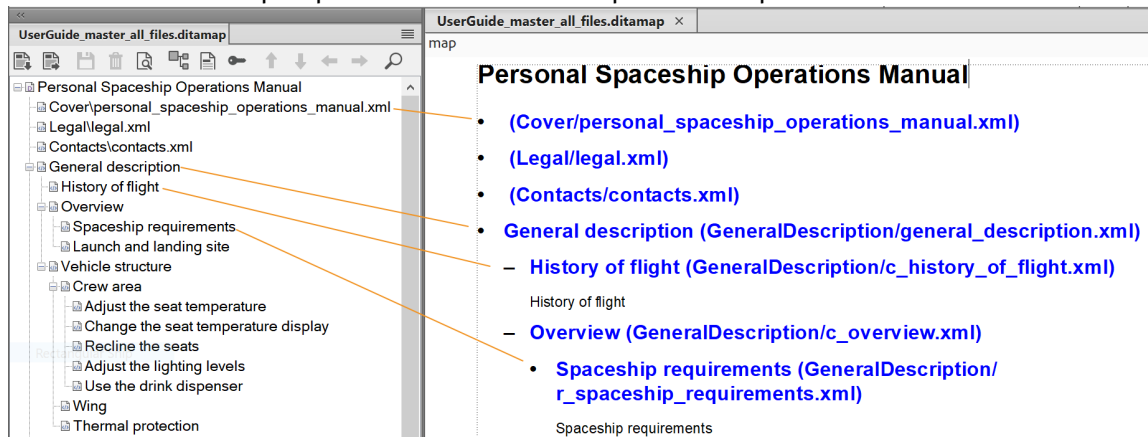 UserGuide_master_all_files.ditamap
Personal Spaceship Operations Manual
Cover\personal_spaceship_operations_manual.xml
Legal\legal.xml
Contacts\contacts.xml
General description
History of flight
Overview
Spaceship requirements
Launch and landing site
Vehicle structure
Crew area
Adjust the seat temperature
Change the seat temperature display
Recline the seats
Adjust the lighting levels
Use the drink dispenser
Wing
Thermal protection
UserGuide_master_all_files.ditamap ×
map
Personal Spaceship Operations Manual
• (Cover/personal_spaceship_operations_manual.xml)
• (Legal/legal.xml)
• (Contacts/contacts.xml)
• General description (GeneralDescription/general_description.xml)
– History of flight (GeneralDescription/c_history_of_flight.xml)
History of flight
– Overview (GeneralDescription/c_overview.xml)
• Spaceship requirements (GeneralDescription/
r_spaceship_requirements.xml)
Spaceship requirements